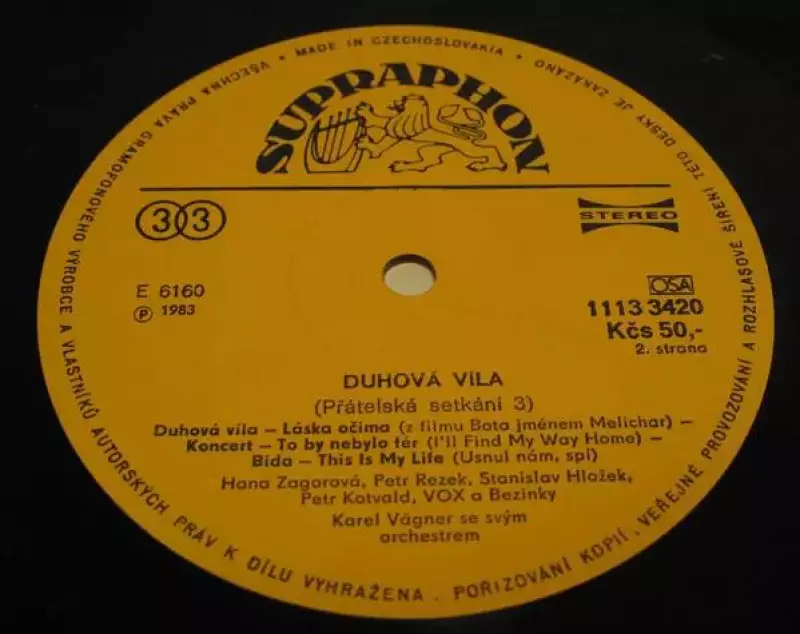 VŠECHNA PRÁVA GRAMOFONOVÉHO VÝROBCE A VLASTNÍKŮ AUTORSKÝCH PRÁV K DÍLU VYHRAŽENA . POŘIZOVÁNÍ KOPIÍ . VEŘEJNÉ PROVOZOVÁNÍ A ROZHLASOVÉ ŠÍŘENÍ TÉTO DESKY JE ZAKÁZÁNO
• MADE IN CZECHOSLOVAKIA •
SUPRAPHON
33
STEREO
E 6160
Ⓟ 1983
OSA
1113 3420
Kčs 50,-
2. strana
DUHOVÁ VÍLA
(Přátelská setkání 3)
Duhová víla – Láska očima (z filmu Bota jménem Melichar) –
Koncert – To by nebylo fér (I'll Find My Way Home) –
Bída – This Is My Life (Usnul nám, spí)
Hana Zagorová, Petr Rezek, Stanislav Hložek,
Petr Kotvald, VOX a Bezinky
Karel Vágner se svým
orchestrem